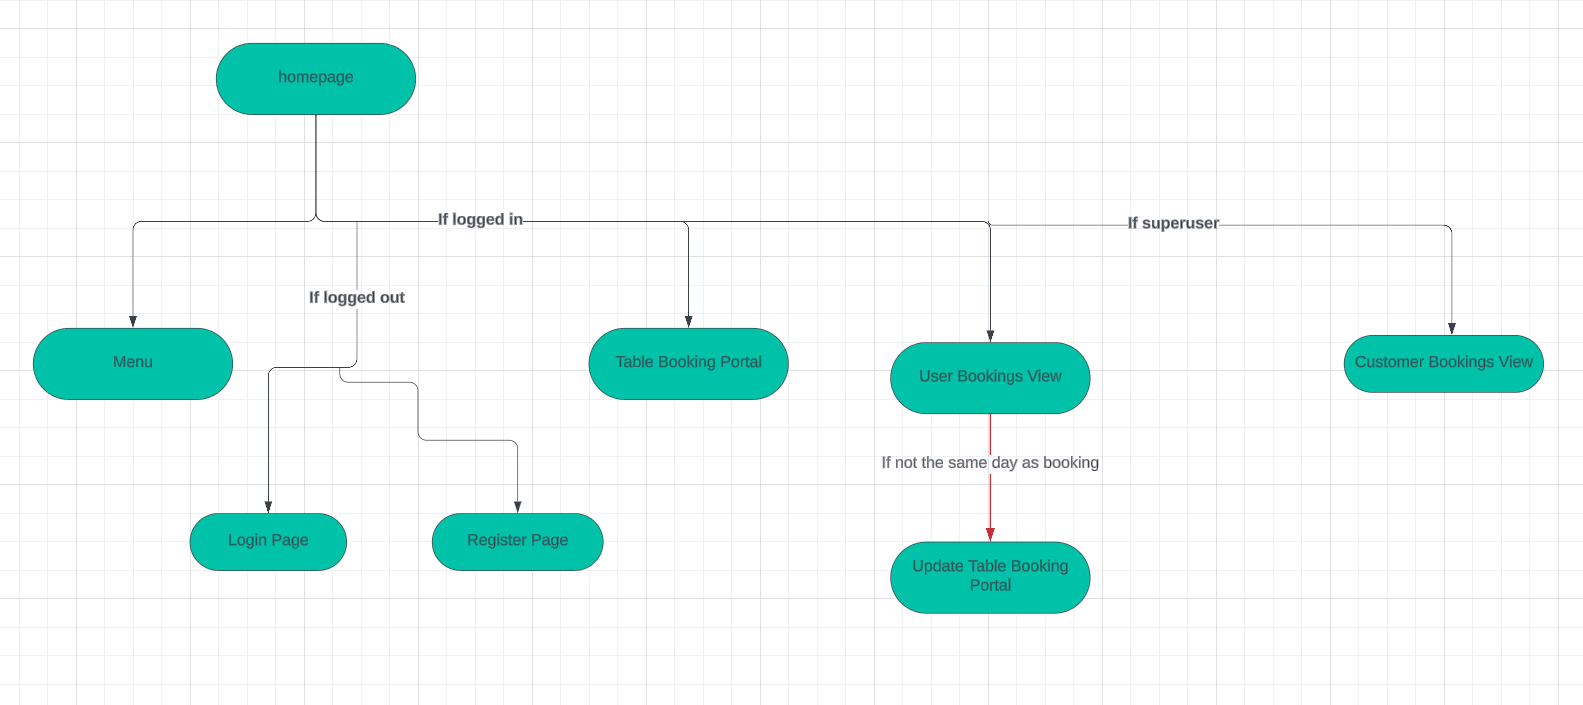 homepage
If logged in
If superuser
If logged out
Menu
Table Booking Portal
User Bookings View
Customer Bookings View
If not the same day as booking
Login Page
Register Page
Update Table Booking
Portal